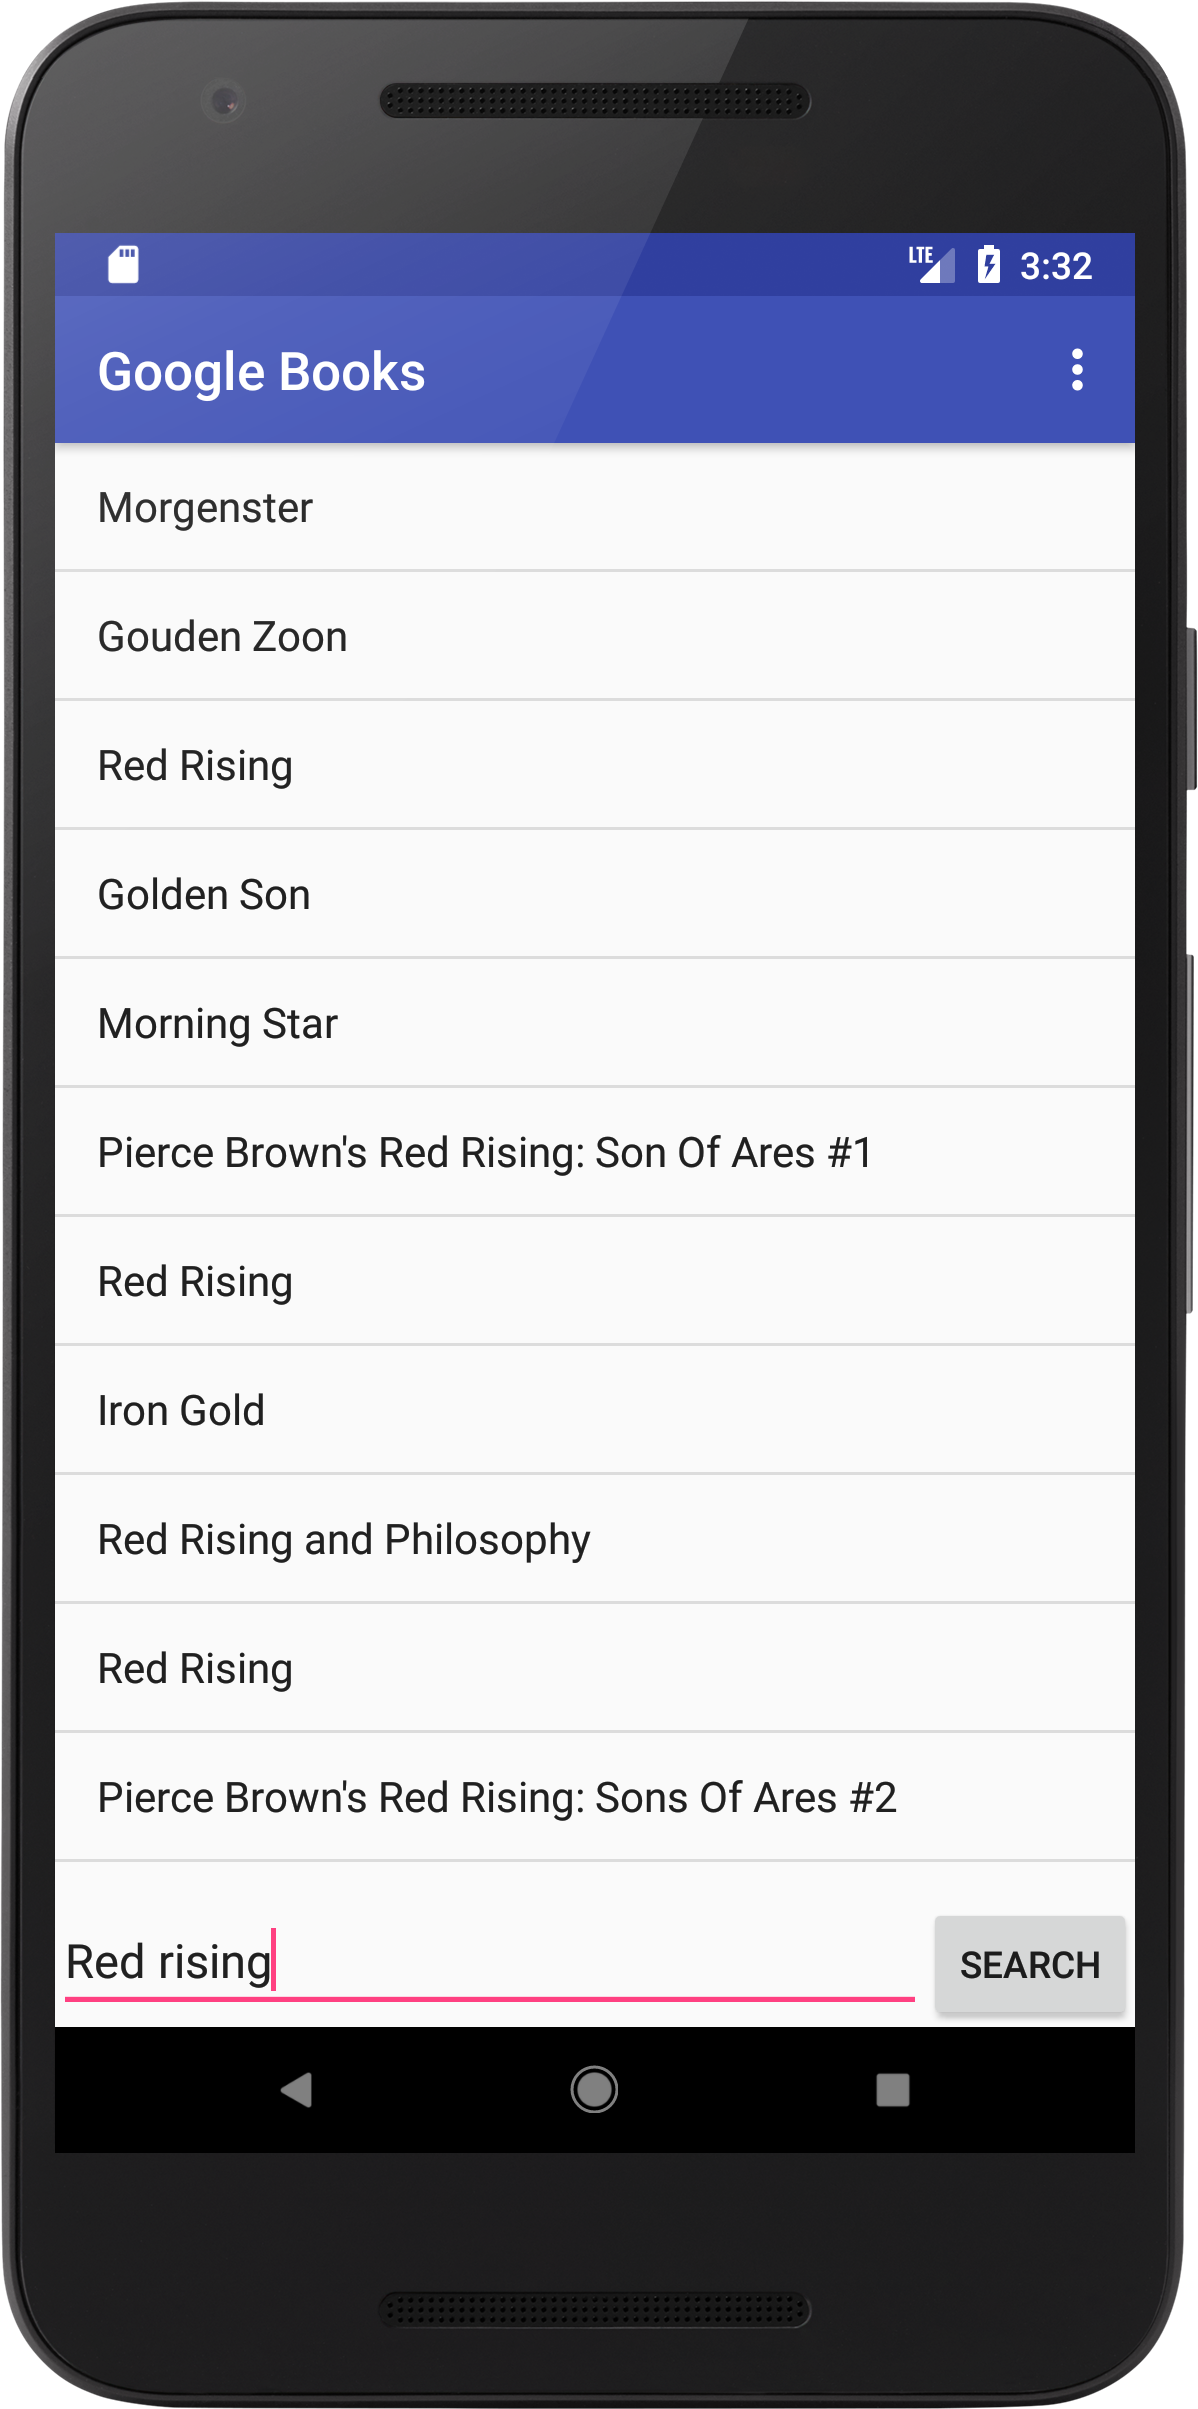 LTE 3:32
Google Books
Morgenster
Gouden Zoon
Red Rising
Golden Son
Morning Star
Pierce Brown's Red Rising: Son Of Ares #1
Red Rising
Iron Gold
Red Rising and Philosophy
Red Rising
Pierce Brown's Red Rising: Sons Of Ares #2
Red rising SEARCH